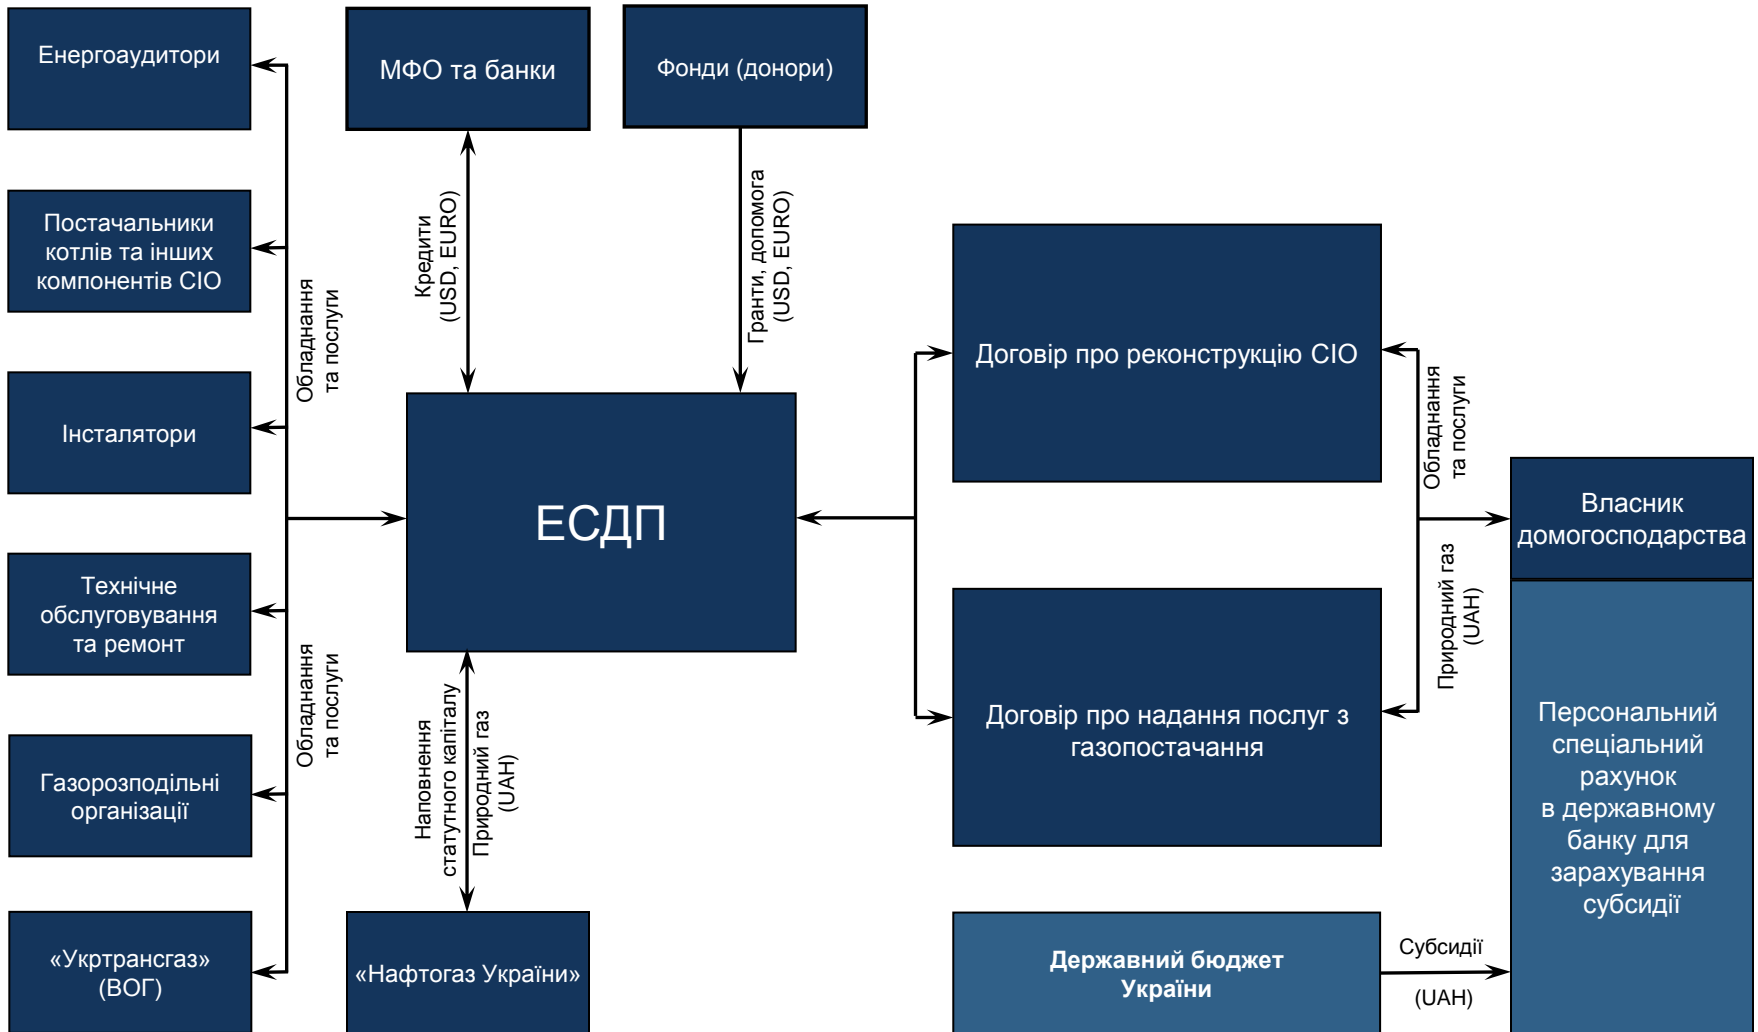 Енергоаудитори
МФО та банки
Фонди (донори)
Постачальники
котлів та інших
компонентів СІО
Обладнання
та послуги
Кредити
(USD, EURO)
Гранти, допомога
(USD, EURO)
Інсталятори
ЕСДП
Договір про реконструкцію СІО
Обладнання
та послуги
Власник
домогосподарства
Технічне
обслуговування
та ремонт
Природний газ
(UAH)
Обладнання
та послуги
Наповнення
статутного капіталу
Природний газ
(UAH)
Договір про надання послуг з
газопостачання
Персональний
спеціальний
рахунок
в державному
банку для
зарахування
субсидії
Газорозподільні
організації
«Укртрансгаз»
(ВОГ)
«Нафтогаз України»
Державний бюджет
України
Субсидії
(UAH)